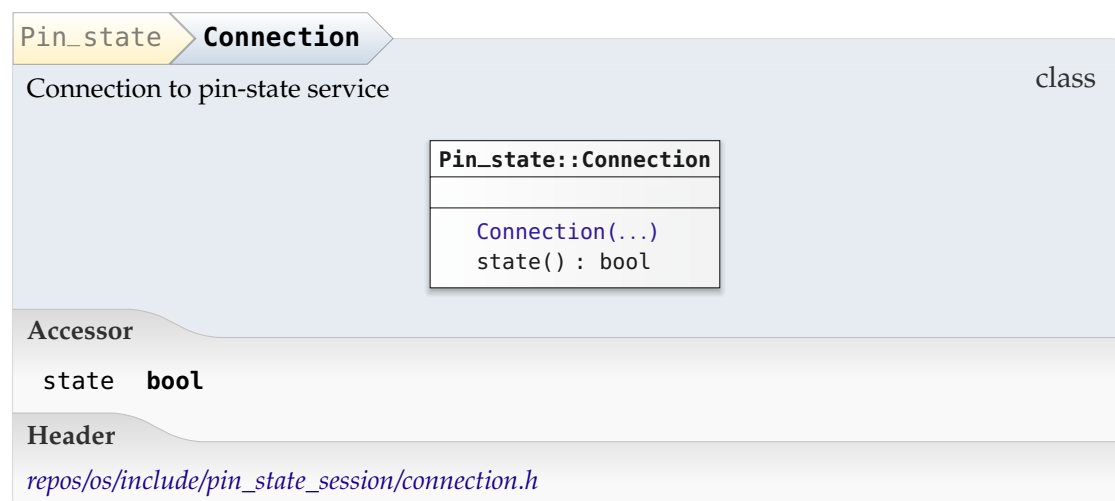 Pin_state Connection
class
Connection to pin-state service
Pin_state::Connection
Connection(...)
state() : bool
Accessor
state bool
Header
repos/os/include/pin_state_session/connection.h